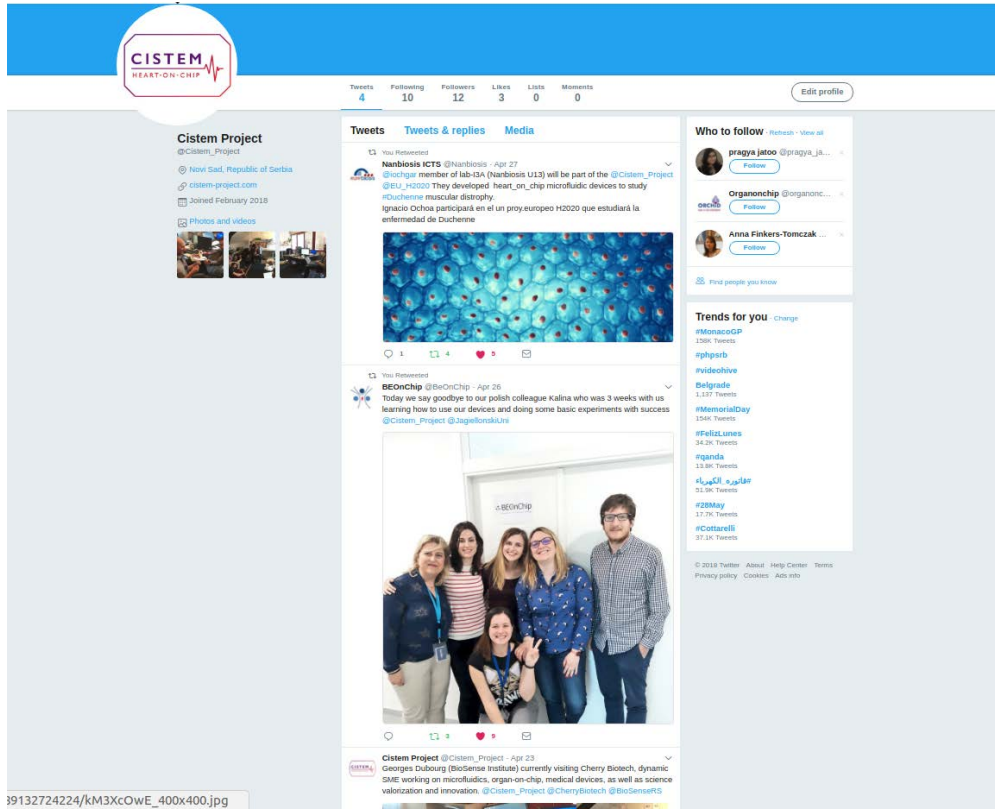 CISTEM
HEART-ON-CHIP
Tweets Following Followers Likes Lists Moments
4 10 12 3 0 0
Edit profile
Cistem Project
@Cistem_Project
Novi Sad, Republic of Serbia
cistem-project.com
Joined February 2018
Photos and videos
Tweets Tweets & replies Media
You Retweeted
Nanbiosis ICTS @Nanbiosis · Apr 27
@iochgar member of lab-I3A (Nanbiosis U13) will be part of the @Cistem_Project
@EU_H2020 They developed heart_on_chip microfluidic devices to study
#Duchenne muscular distrophy.
Ignacio Ochoa participará en el un proy.europeo H2020 que estudiará la
enfermedad de Duchenne
1 4 5
You Retweeted
BEOnChip @BeOnChip · Apr 26
Today we say goodbye to our polish colleague Kalina who was 3 weeks with us
learning how to use our devices and doing some basic experiments with success
@Cistem_Project @JagiellonskiUni
BEOnChip
3 9
Cistem Project @Cistem_Project · Apr 23
Georges Dubourg (BioSense Institute) currently visiting Cherry Biotech, dynamic
SME working on microfluidics, organ-on-chip, medical devices, as well as science
valorization and innovation. @Cistem_Project @CherryBiotech @BioSenseRS
Who to follow · Refresh · View all
pragya jatoo @pragya_ja...
Follow
Organonchip @organonc...
Follow
ORCHID
Anna Finkers-Tomczak ...
Follow
Find people you know
Trends for you · Change
#MonacoGP
158K Tweets
#phpsrb
#videohive
Belgrade
1,137 Tweets
#MemorialDay
154K Tweets
#FelizLunes
34.2K Tweets
#qanda
13.8K Tweets
#فاتوره_الكهرباء
51.9K Tweets
#28May
17.7K Tweets
#Cottarelli
37.1K Tweets
© 2018 Twitter About Help Center Terms
Privacy policy Cookies Ads info
39132724224/kM3XcOwE_400x400.jpg